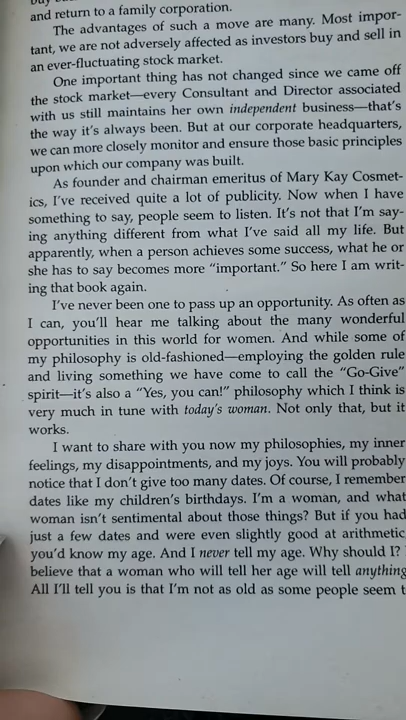 and return to a family corporation.
The advantages of such a move are many. Most impor-
tant, we are not adversely affected as investors buy and sell in
an ever-fluctuating stock market.
One important thing has not changed since we came off
the stock market—every Consultant and Director associated
with us still maintains her own independent business—that's
the way it's always been. But at our corporate headquarters,
we can more closely monitor and ensure those basic principles
upon which our company was built.
As founder and chairman emeritus of Mary Kay Cosmet-
ics, I've received quite a lot of publicity. Now when I have
something to say, people seem to listen. It's not that I'm say-
ing anything different from what I've said all my life. But
apparently, when a person achieves some success, what he or
she has to say becomes more "important." So here I am writ-
ing that book again.
I've never been one to pass up an opportunity. As often as
I can, you'll hear me talking about the many wonderful
opportunities in this world for women. And while some of
my philosophy is old-fashioned—employing the golden rule
and living something we have come to call the "Go-Give"
spirit—it's also a "Yes, you can!" philosophy which I think is
very much in tune with today's woman. Not only that, but it
works.
I want to share with you now my philosophies, my inner
feelings, my disappointments, and my joys. You will probably
notice that I don't give too many dates. Of course, I remember
dates like my children's birthdays. I'm a woman, and what
woman isn't sentimental about those things? But if you had
just a few dates and were even slightly good at arithmetic
you'd know my age. And I never tell my age. Why should I?
believe that a woman who will tell her age will tell anything
All I'll tell you is that I'm not as old as some people seem t